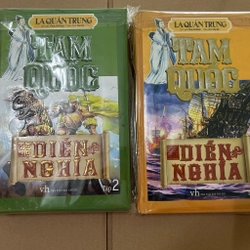 LA QUÁN TRUNG
TAM
QUỐC
DIỄN
NGHĨA
vh
Tập 2
LA QUÁN TRUNG
TAM
QUỐC
DIỄN
NGHĨA
vh